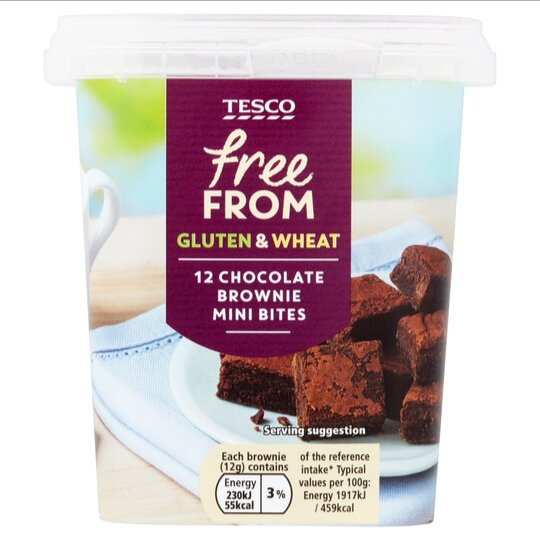 TESCO
free
FROM
GLUTEN & WHEAT
12 CHOCOLATE
BROWNIE
MINI BITES
Serving suggestion
Each brownie
(12g) contains
Energy
230kJ
55kcal
3%
of the reference
intake* Typical
values per 100g:
Energy 1917kJ
/ 459kcal